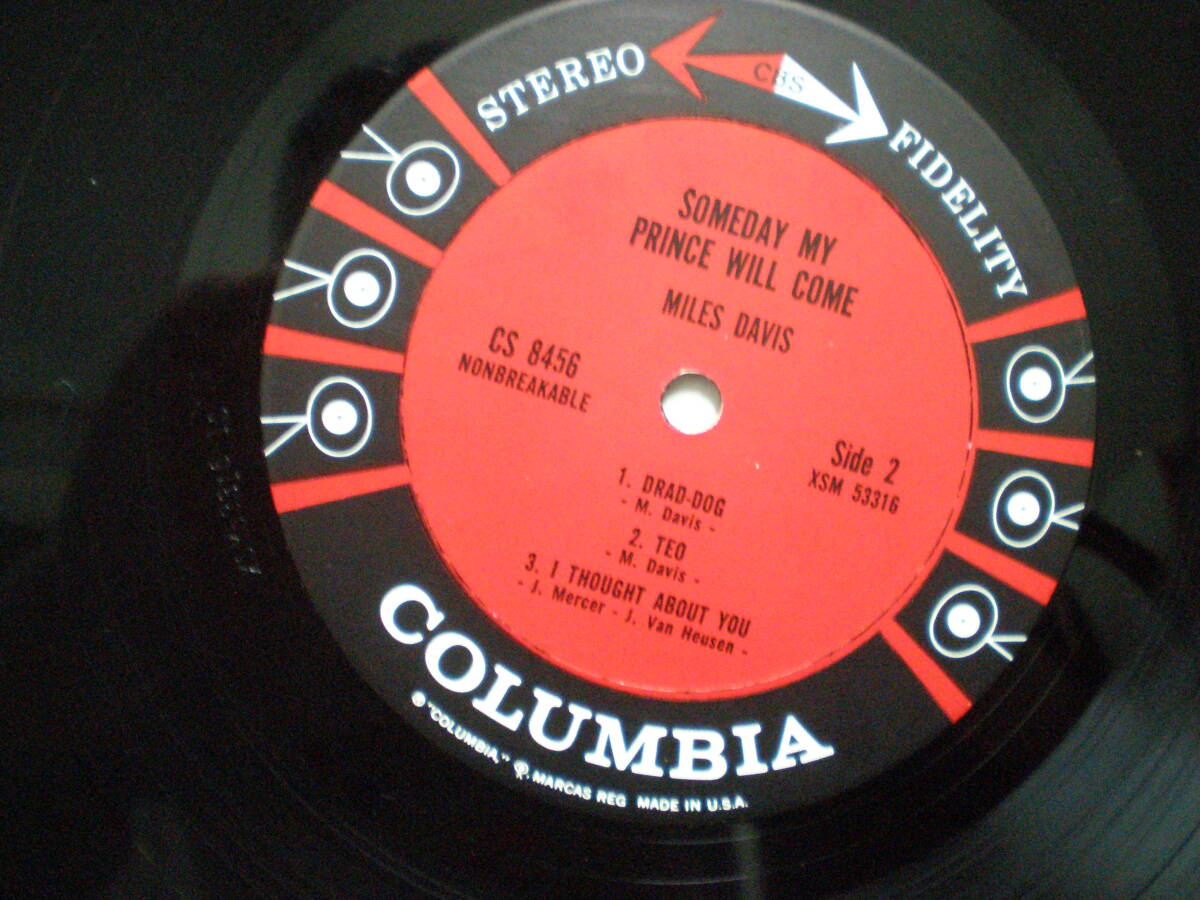 STEREO
CBS
FIDELITY
SOMEDAY MY
PRINCE WILL COME
MILES DAVIS
CS 8456
NONBREAKABLE
Side 2
XSM 53316
1. DRAD-DOG
- M. Davis -
2. TEO
- M. Davis -
3. I THOUGHT ABOUT YOU
- J. Mercer - J. Van Heusen -
COLUMBIA
® "COLUMBIA," MARCAS REG MADE IN U.S.A.